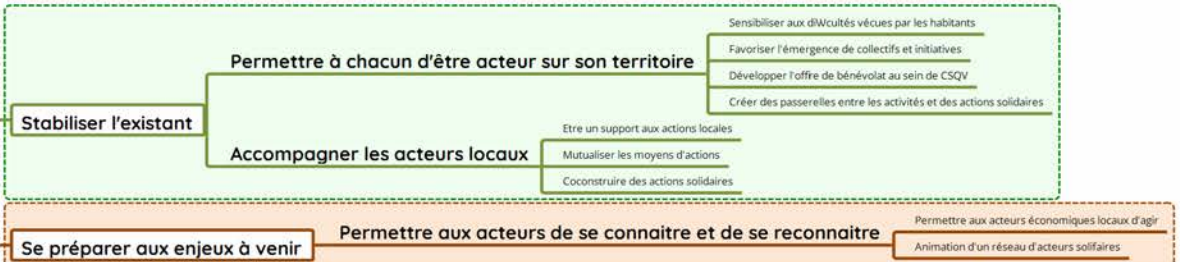 Stabiliser l'existant
Permettre à chacun d'être acteur sur son territoire
Sensibiliser aux diWcultés vécues par les habitants
Favoriser l'émergence de collectifs et initiatives
Développer l'offre de bénévolat au sein de CSQV
Créer des passerelles entre les activités et des actions solidaires
Accompagner les acteurs locaux
Etre un support aux actions locales
Mutualiser les moyens d'actions
Coconstruire des actions solidaires
Se préparer aux enjeux à venir
Permettre aux acteurs de se connaitre et de se reconnaitre
Permettre aux acteurs économiques locaux d'agir
Animation d'un réseau d'acteurs solifaires